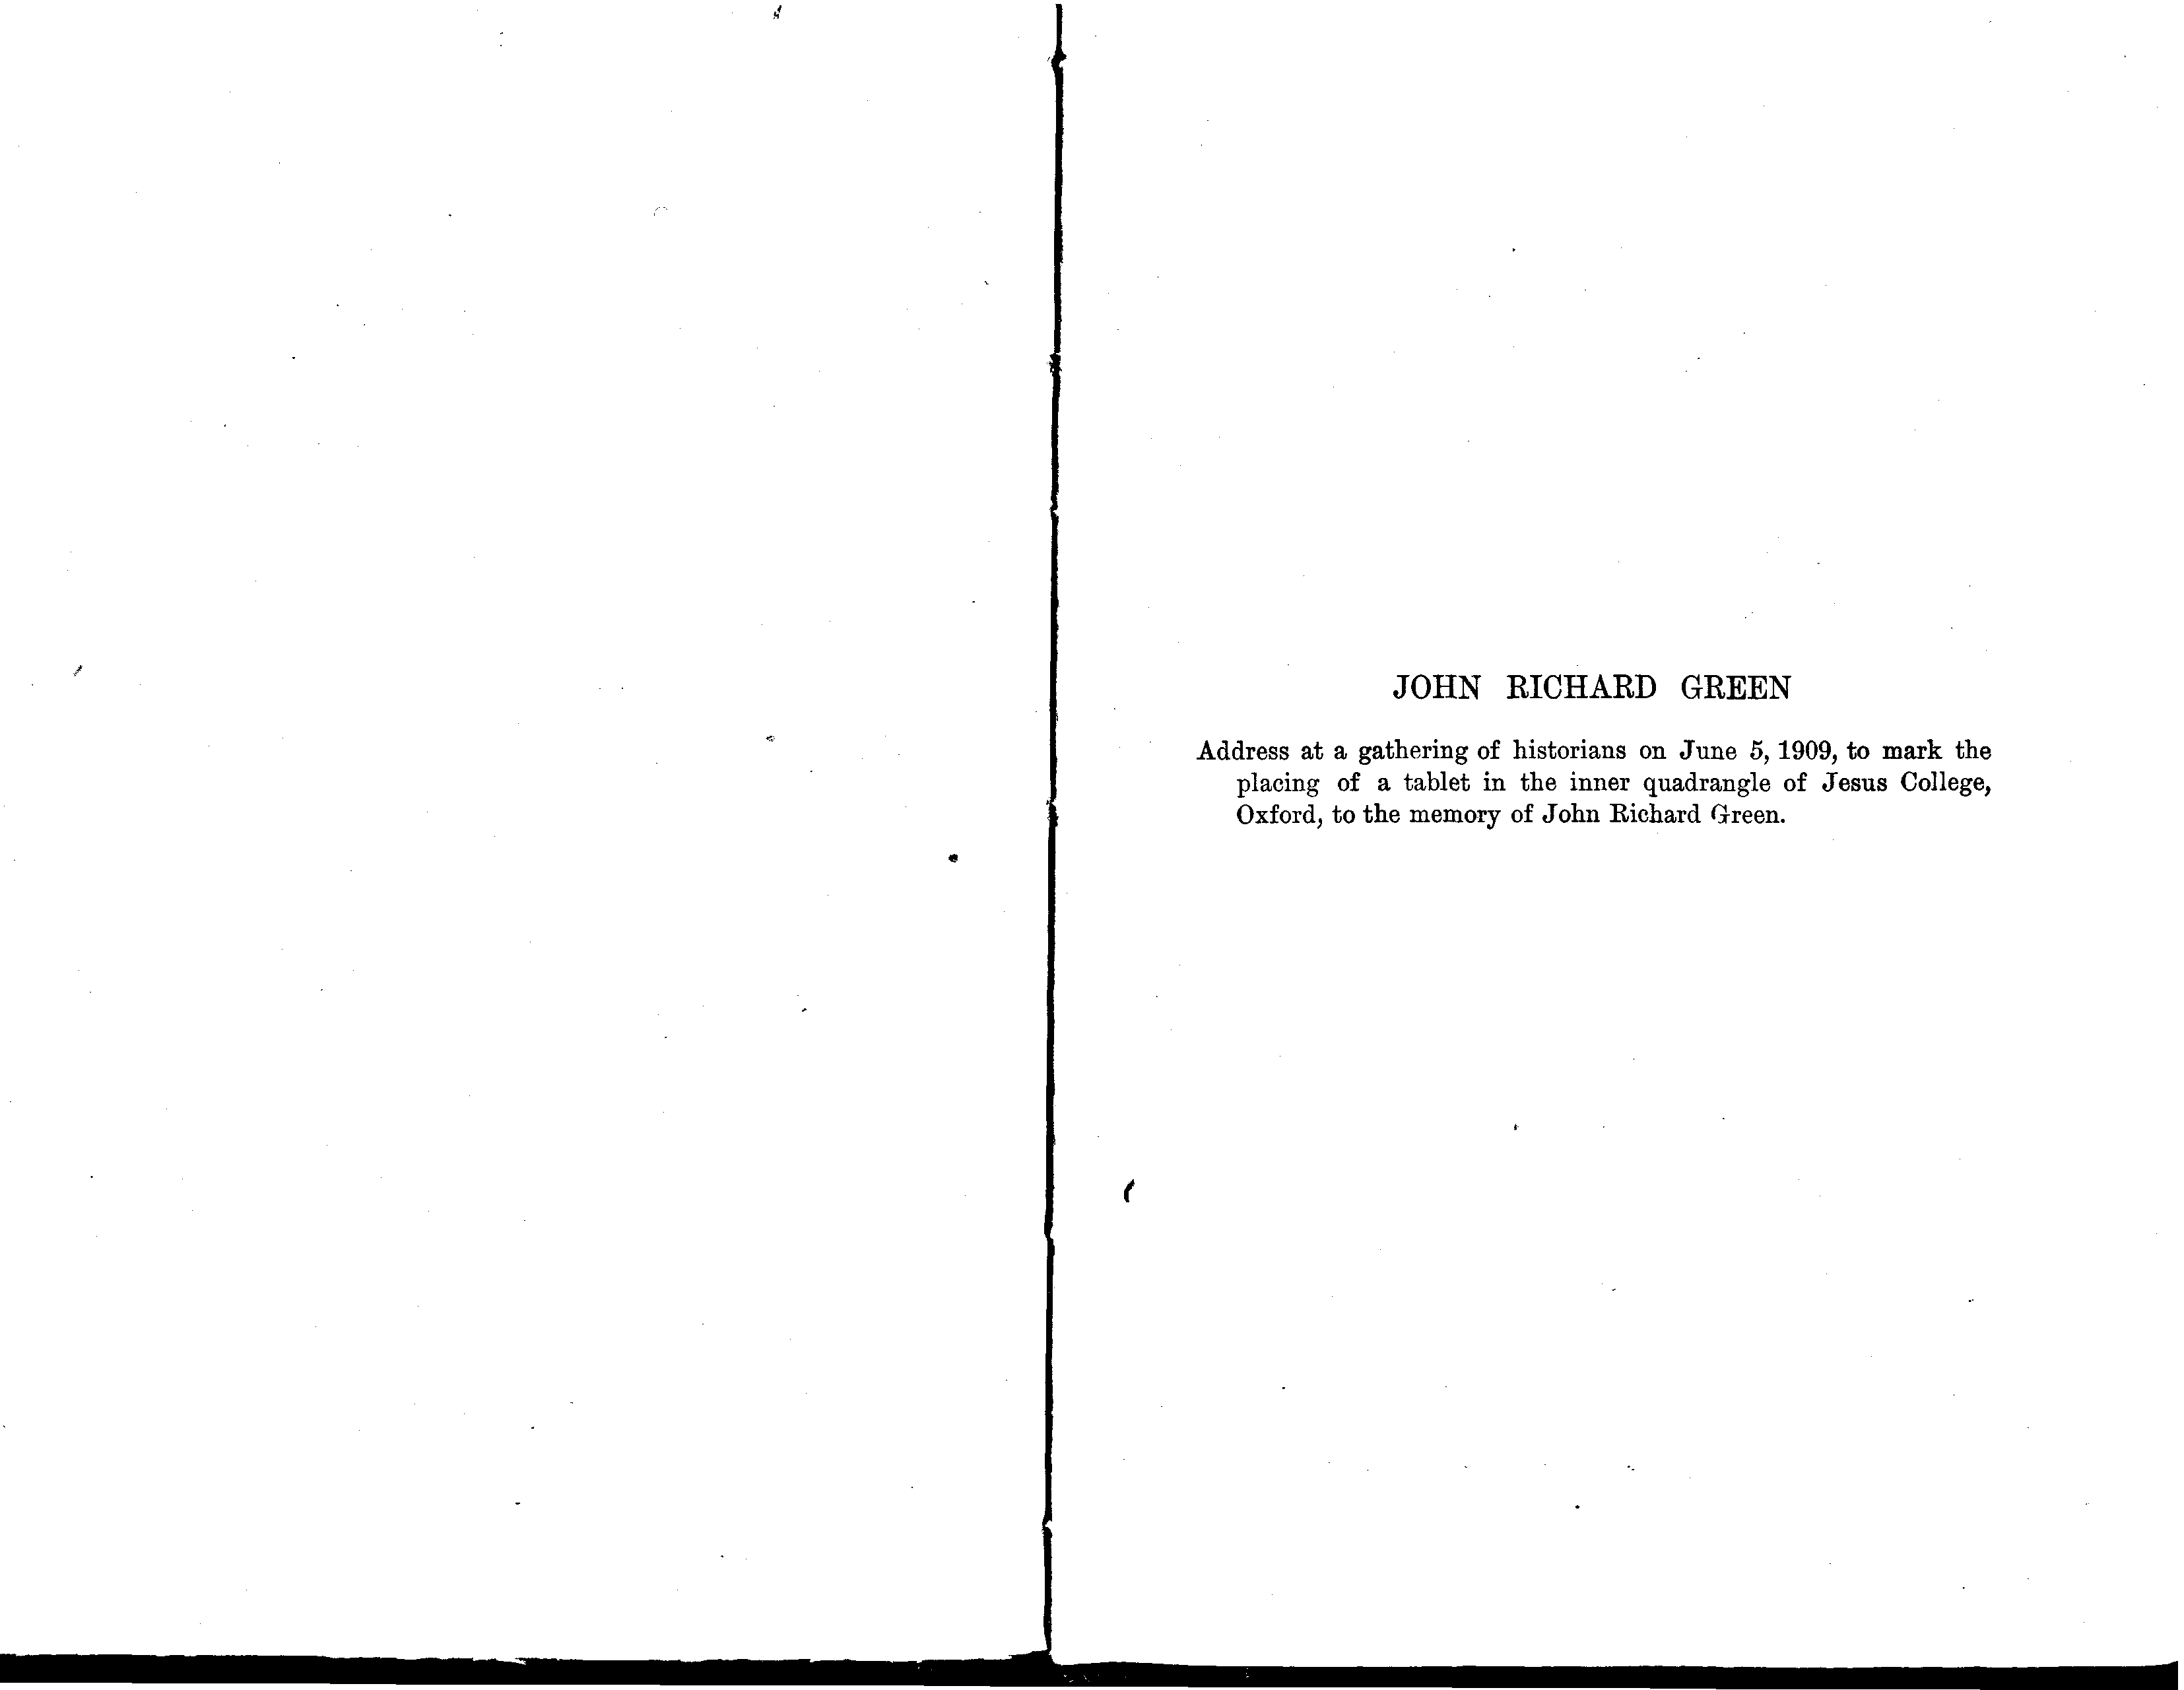 JOHN RICHARD GREEN
Address at a gathering of historians on June 5, 1909, to mark the
placing of a tablet in the inner quadrangle of Jesus College,
Oxford, to the memory of John Richard Green.